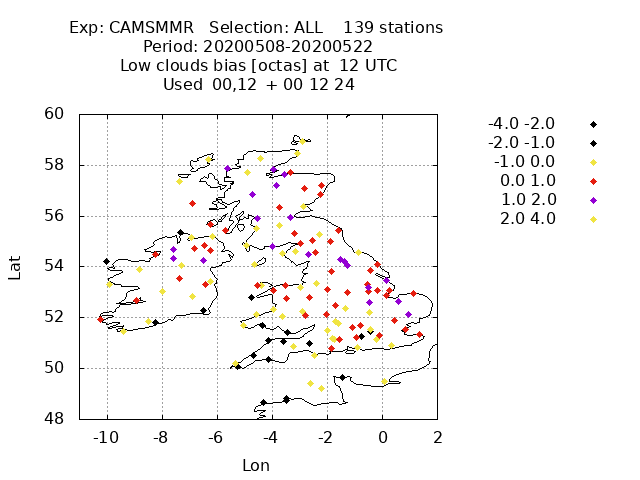 Exp: CAMSMMR   Selection: ALL    139 stations
Period: 20200508-20200522
Low clouds bias [octas] at  12 UTC
Used  00,12  + 00 12 24
60
58
56
54
52
50
48
-10 -8 -6 -4 -2 0 2
Lat
Lon
-4.0 -2.0
-2.0 -1.0
-1.0 0.0
0.0 1.0
1.0 2.0
2.0 4.0